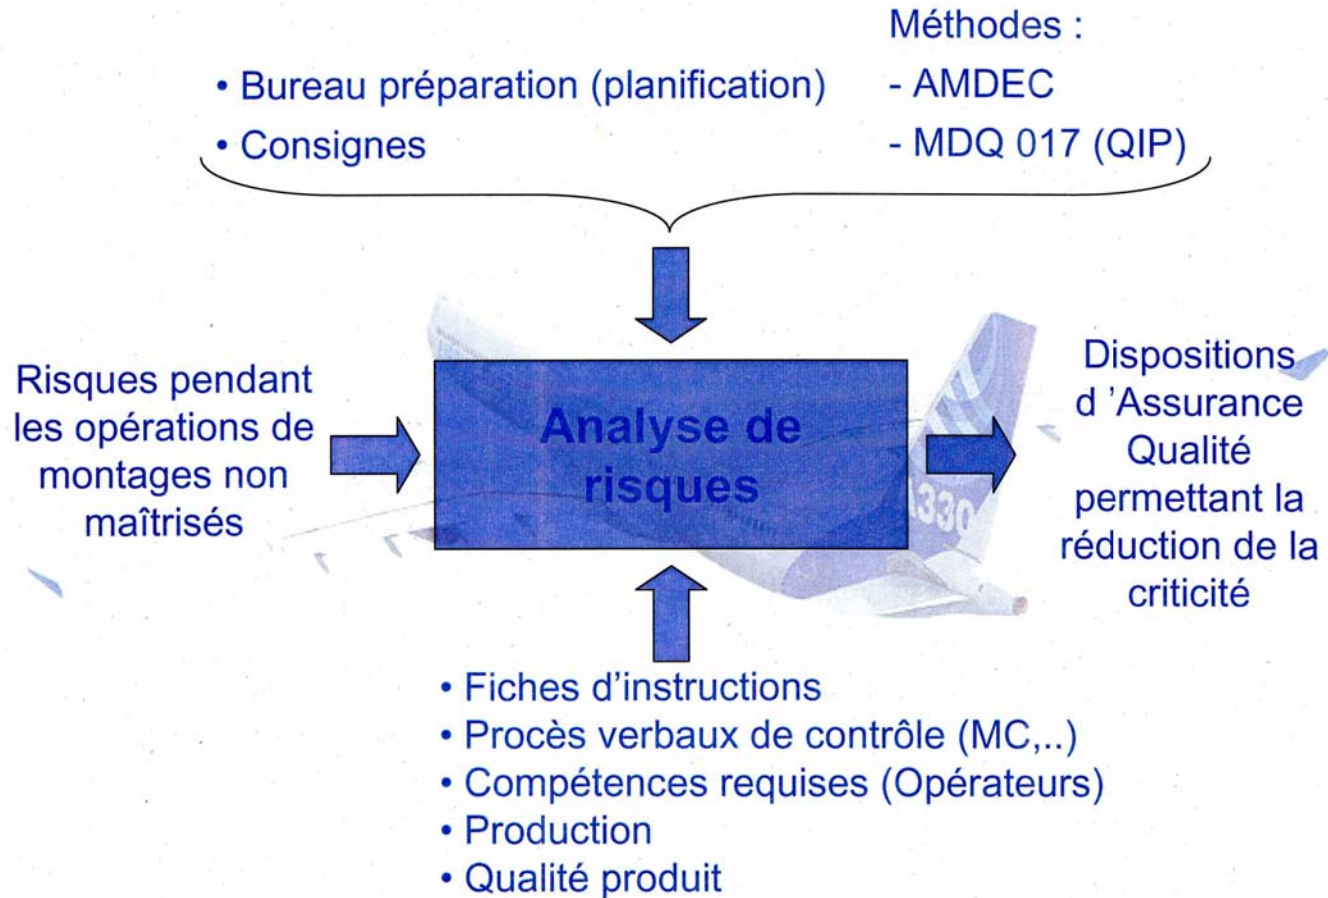 Méthodes :
• Bureau préparation (planification)
- AMDEC
• Consignes
- MDQ 017 (QIP)
Risques pendant
les opérations de
montages non
maîtrisés
Analyse de
risques
A330
Dispositions
d ’Assurance
Qualité
permettant la
réduction de la
criticité
• Fiches d’instructions
• Procès verbaux de contrôle (MC,..)
• Compétences requises (Opérateurs)
• Production
• Qualité produit